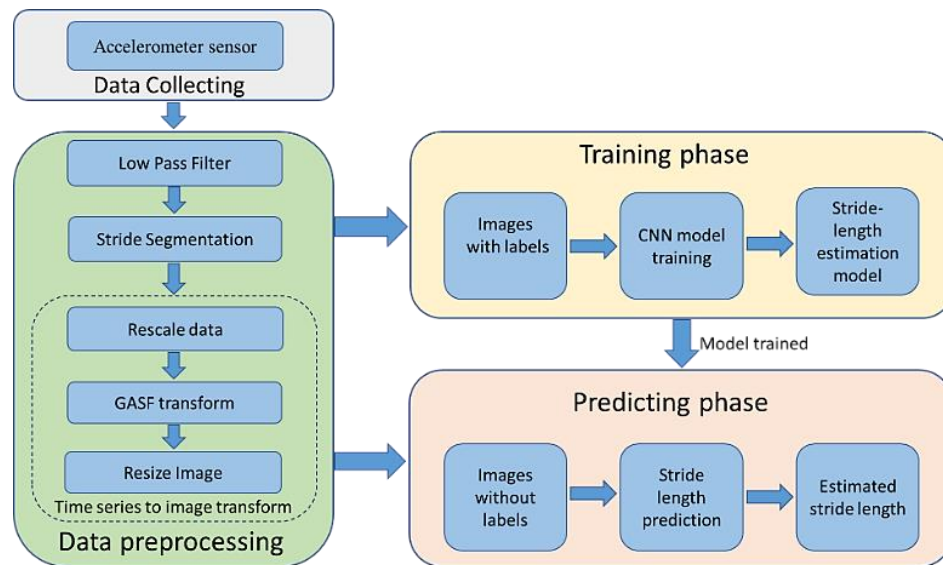 Accelerometer sensor
Data Collecting
Low Pass Filter
Stride Segmentation
Rescale data
GASF transform
Resize Image
Time series to image transform
Data preprocessing
Training phase
Images
with labels
CNN model
training
Stride-
length
estimation
model
Model trained
Predicting phase
Images
without
labels
Stride
length
prediction
Estimated
stride length